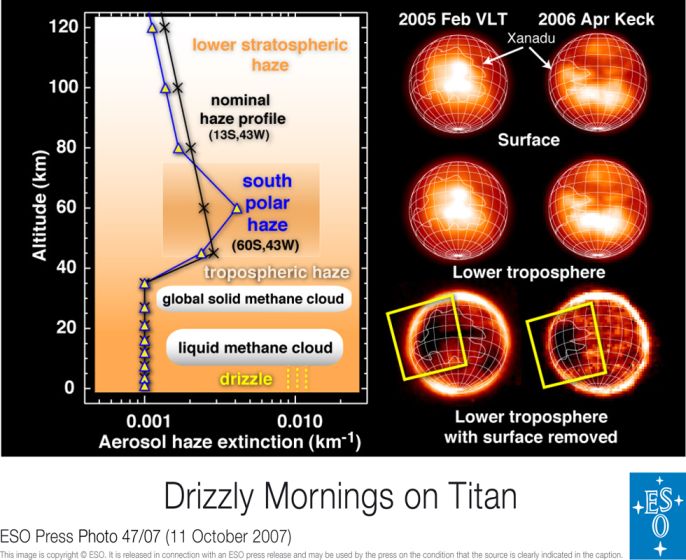 120
100
80
60
40
20
0
Altitude (km)
0.001
0.010
Aerosol haze extinction (km-1)
lower stratospheric
haze
nominal
haze profile
(13S,43W)
south
polar
haze
(60S,43W)
tropospheric haze
global solid methane cloud
liquid methane cloud
drizzle
2005 Feb VLT
2006 Apr Keck
Xanadu
Surface
Lower troposphere
Lower troposphere
with surface removed
Drizzly Mornings on Titan
ESO Press Photo 47/07 (11 October 2007)
This image is copyright © ESO. It is released in connection with an ESO press release and may be used by the press on the condition that the source is clearly indicated in the caption.
ES
O